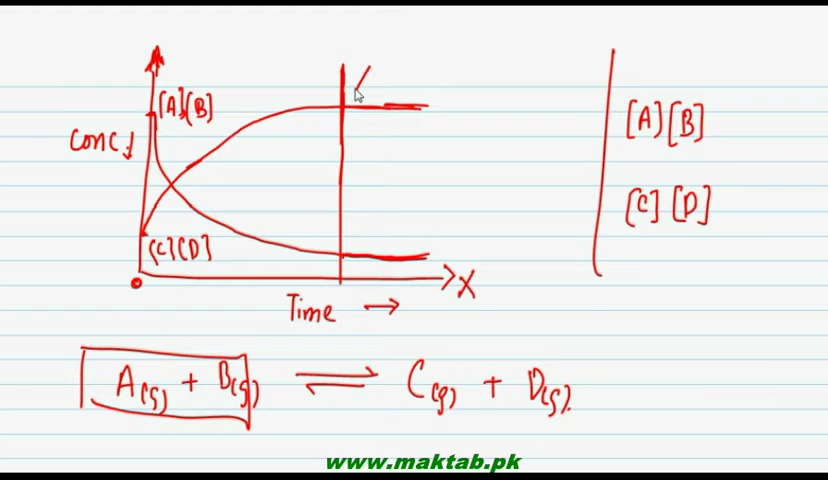 [A][B]
Conc.
[C][D]
X
Time →
[A][B]
[C] [D]
A(g) + B(g) ⇌ C(g) + D(g).
www.maktab.pk